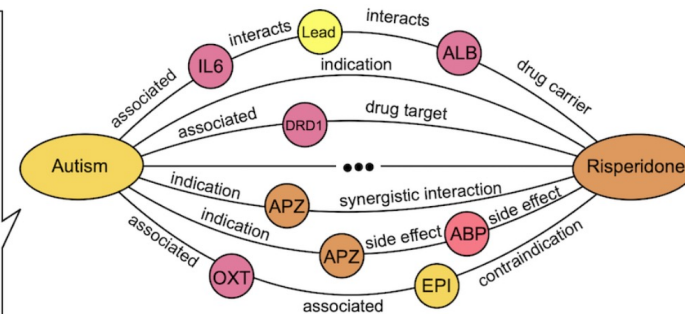 associated
IL6
interacts
Lead
interacts
ALB
drug carrier
indication
associated
DRD1
drug target
Autism
Risperidone
indication
APZ
synergistic interaction
indication
APZ
side effect
ABP
side effect
associated
OXT
associated
EPI
contraindication